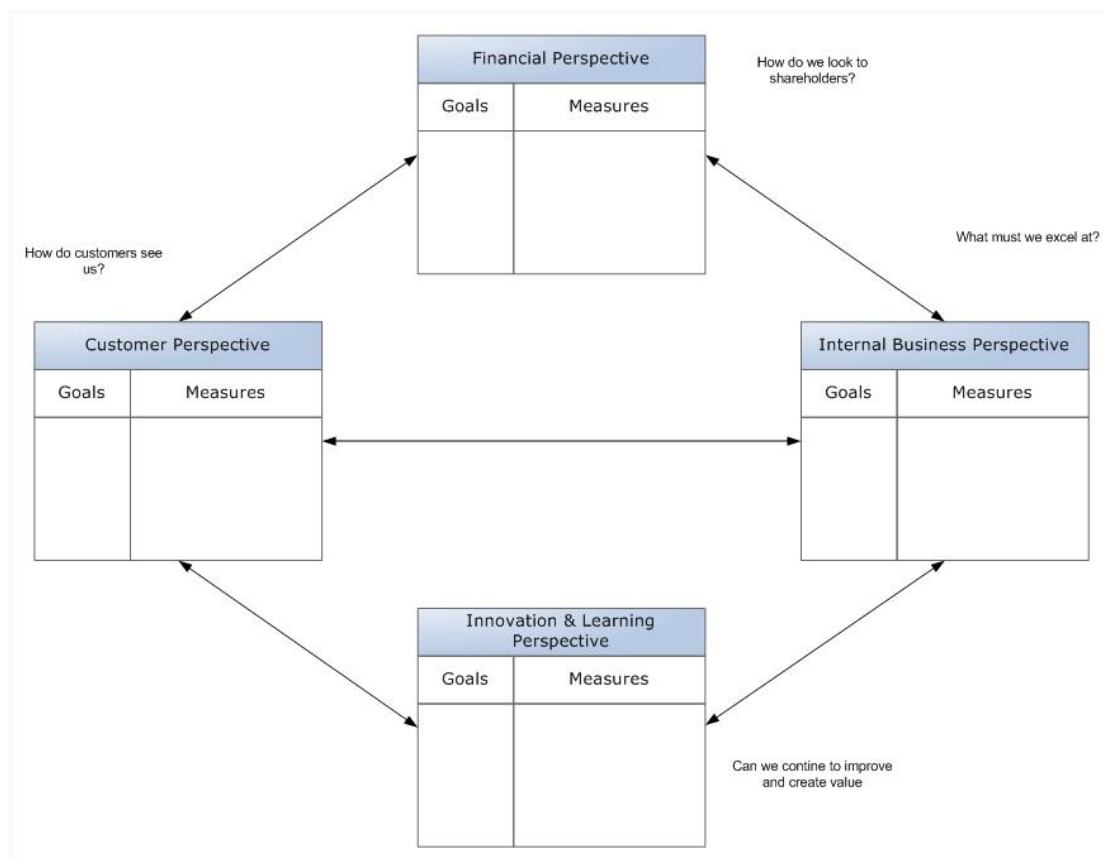 Financial Perspective
How do we look to
shareholders?
Goals
Measures
How do customers see
us?
What must we excel at?
Customer Perspective
Goals
Measures
Internal Business Perspective
Goals
Measures
Innovation & Learning
Perspective
Goals
Measures
Can we contine to improve
and create value